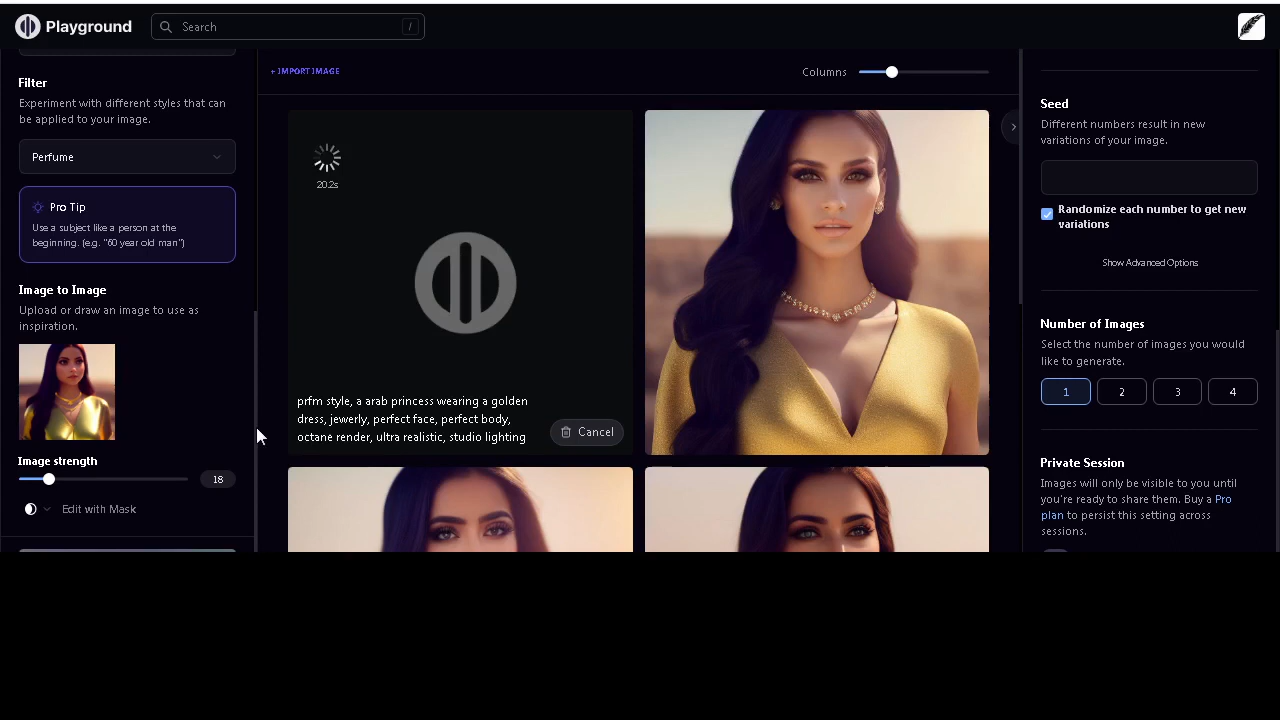 Playground
Search
/
Filter
Experiment with different styles that can
be applied to your image.
Perfume
Pro Tip
Use a subject like a person at the
beginning. (e.g. "60 year old man")
Image to Image
Upload or draw an image to use as
inspiration.
Image strength
18
Edit with Mask
+ IMPORT IMAGE
Columns
20.2s
prfm style, a arab princess wearing a golden
dress, jewerly, perfect face, perfect body,
octane render, ultra realistic, studio lighting
Cancel
Seed
Different numbers result in new
variations of your image.
Randomize each number to get new
variations
Show Advanced Options
Number of Images
Select the number of images you would
like to generate.
1 2 3 4
Private Session
Images will only be visible to you until
you're ready to share them. Buy a Pro
plan to persist this setting across
sessions.